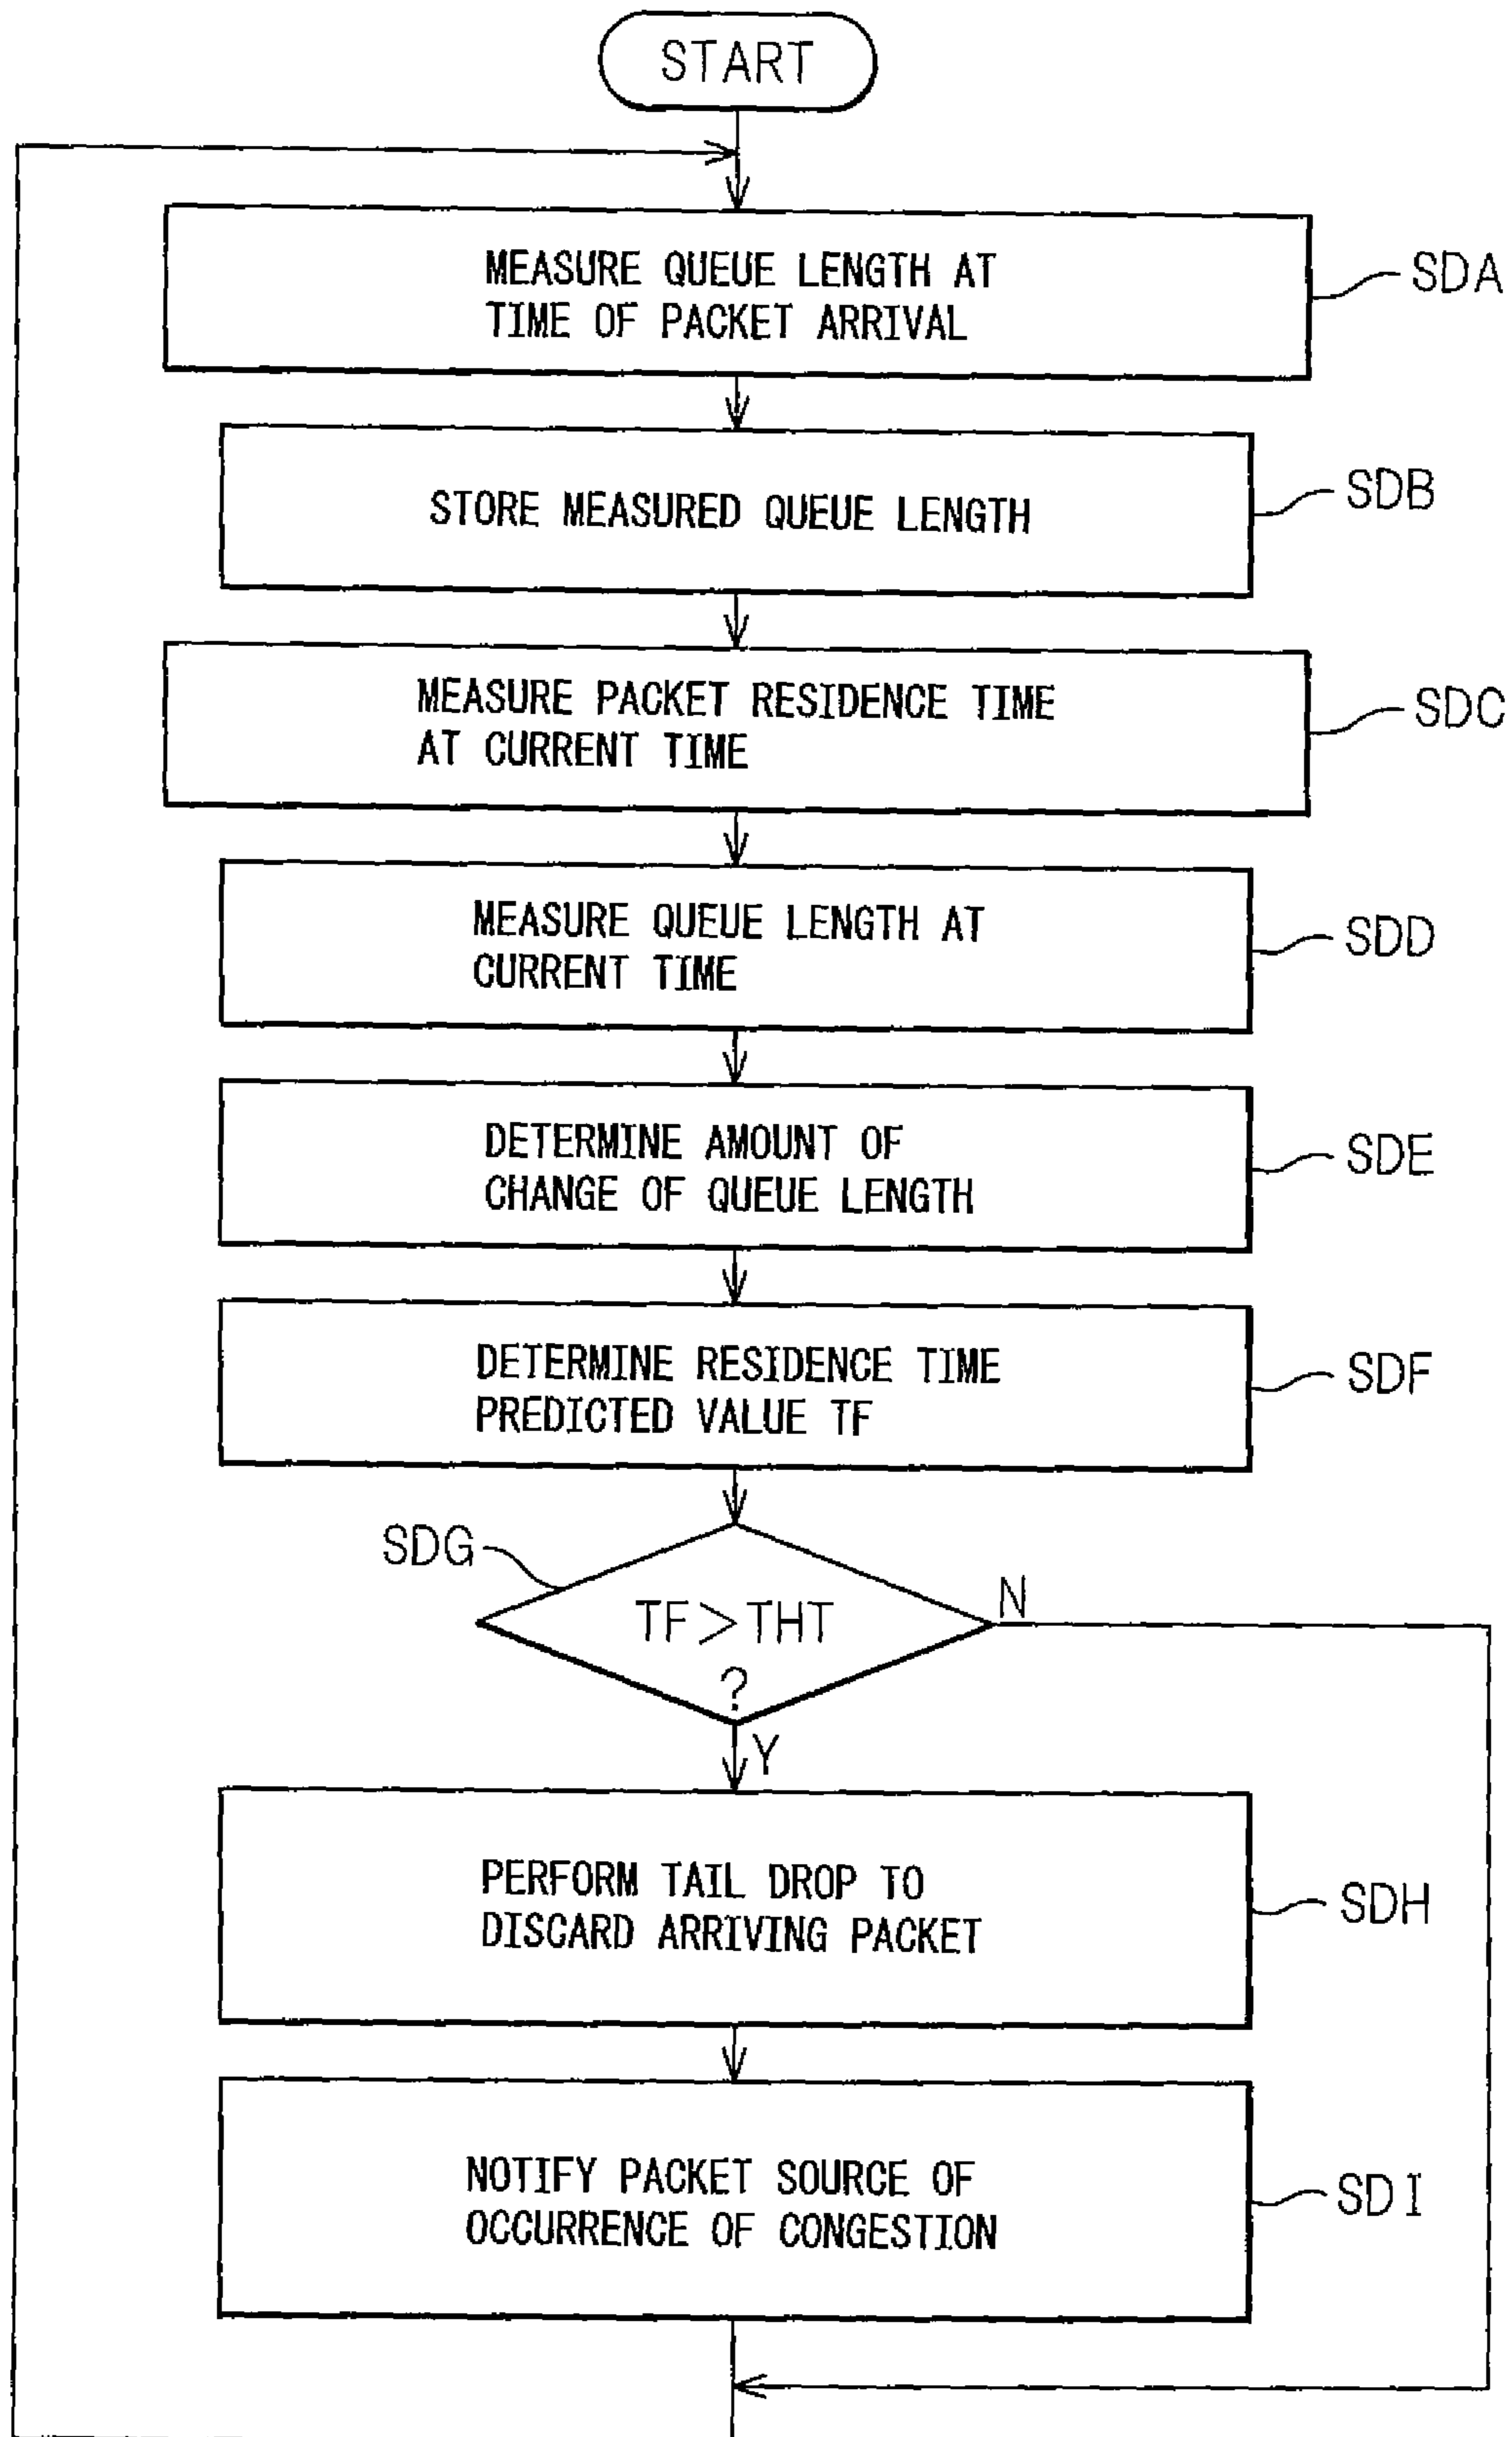 START
MEASURE QUEUE LENGTH AT
TIME OF PACKET ARRIVAL
SDA
STORE MEASURED QUEUE LENGTH
SDB
MEASURE PACKET RESIDENCE TIME
AT CURRENT TIME
SDC
MEASURE QUEUE LENGTH AT
CURRENT TIME
SDD
DETERMINE AMOUNT OF
CHANGE OF QUEUE LENGTH
SDE
DETERMINE RESIDENCE TIME
PREDICTED VALUE TF
SDF
SDG
TF>THT
?
N
Y
PERFORM TAIL DROP TO
DISCARD ARRIVING PACKET
SDH
NOTIFY PACKET SOURCE OF
OCCURRENCE OF CONGESTION
SDI